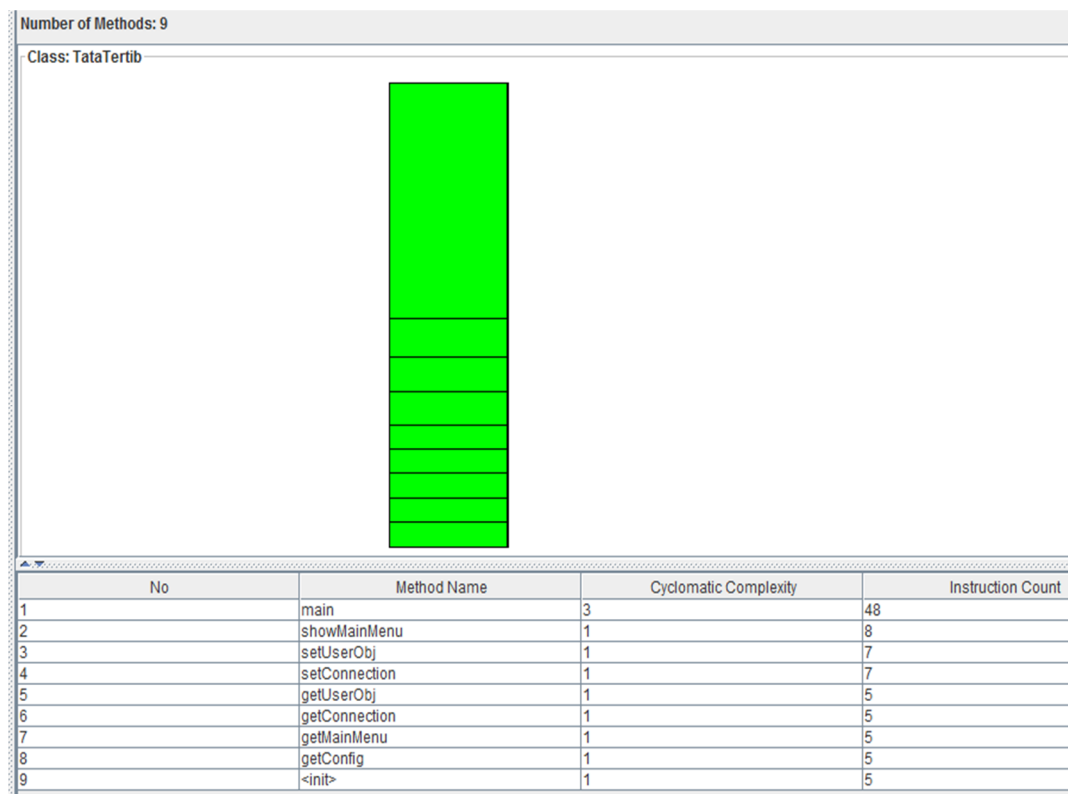 Number of Methods: 9
Class: TataTertib
No Method Name Cyclomatic Complexity Instruction Count
1 main 3 48
2 showMainMenu 1 8
3 setUserObj 1 7
4 setConnection 1 7
5 getUserObj 1 5
6 getConnection 1 5
7 getMainMenu 1 5
8 getConfig 1 5
9 <init> 1 5